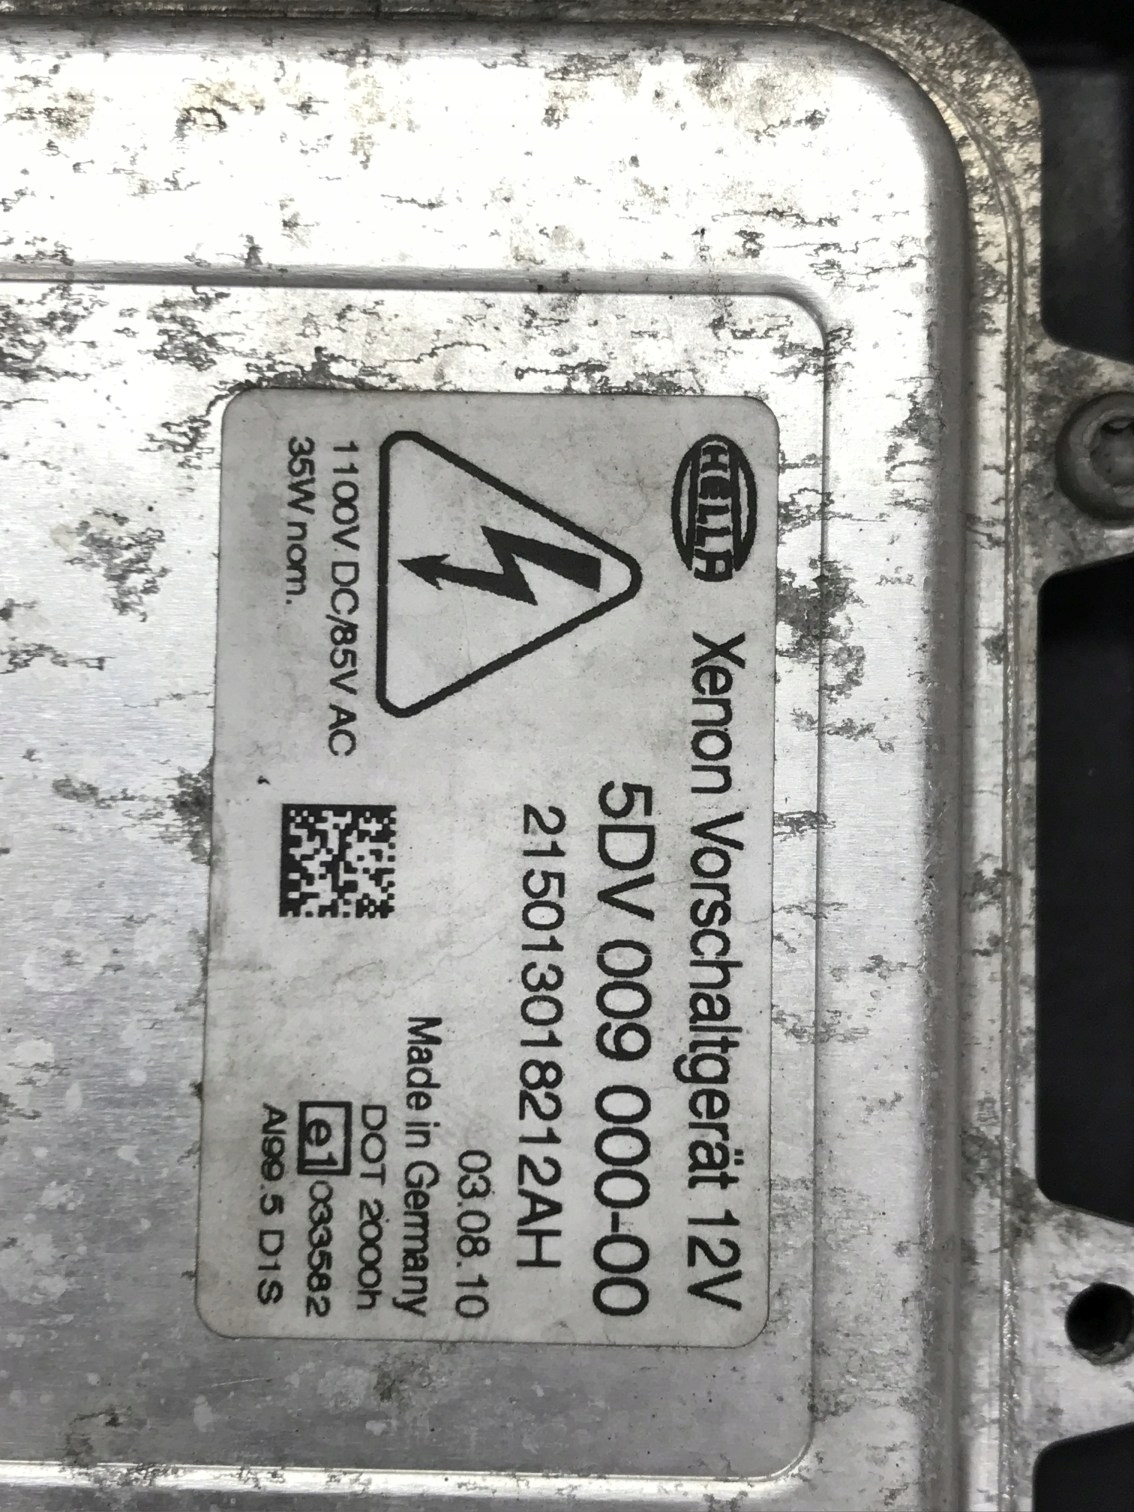 HELLA
Xenon Vorschaltgerät 12V
5DV 009 000-00
215013018212AH
03.08.10
Made in Germany
1100V DC/85V AC
35W nom.
DOT 2000h
e1 033582
AI99.5 D1S